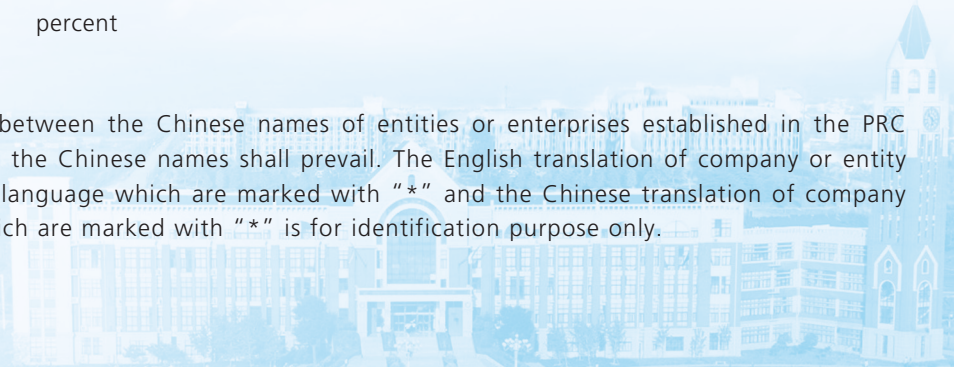 percent
between the Chinese names of entities or enterprises established in the PRC
the Chinese names shall prevail. The English translation of company or entity
language which are marked with “*” and the Chinese translation of company
ch are marked with “*” is for identification purpose only.